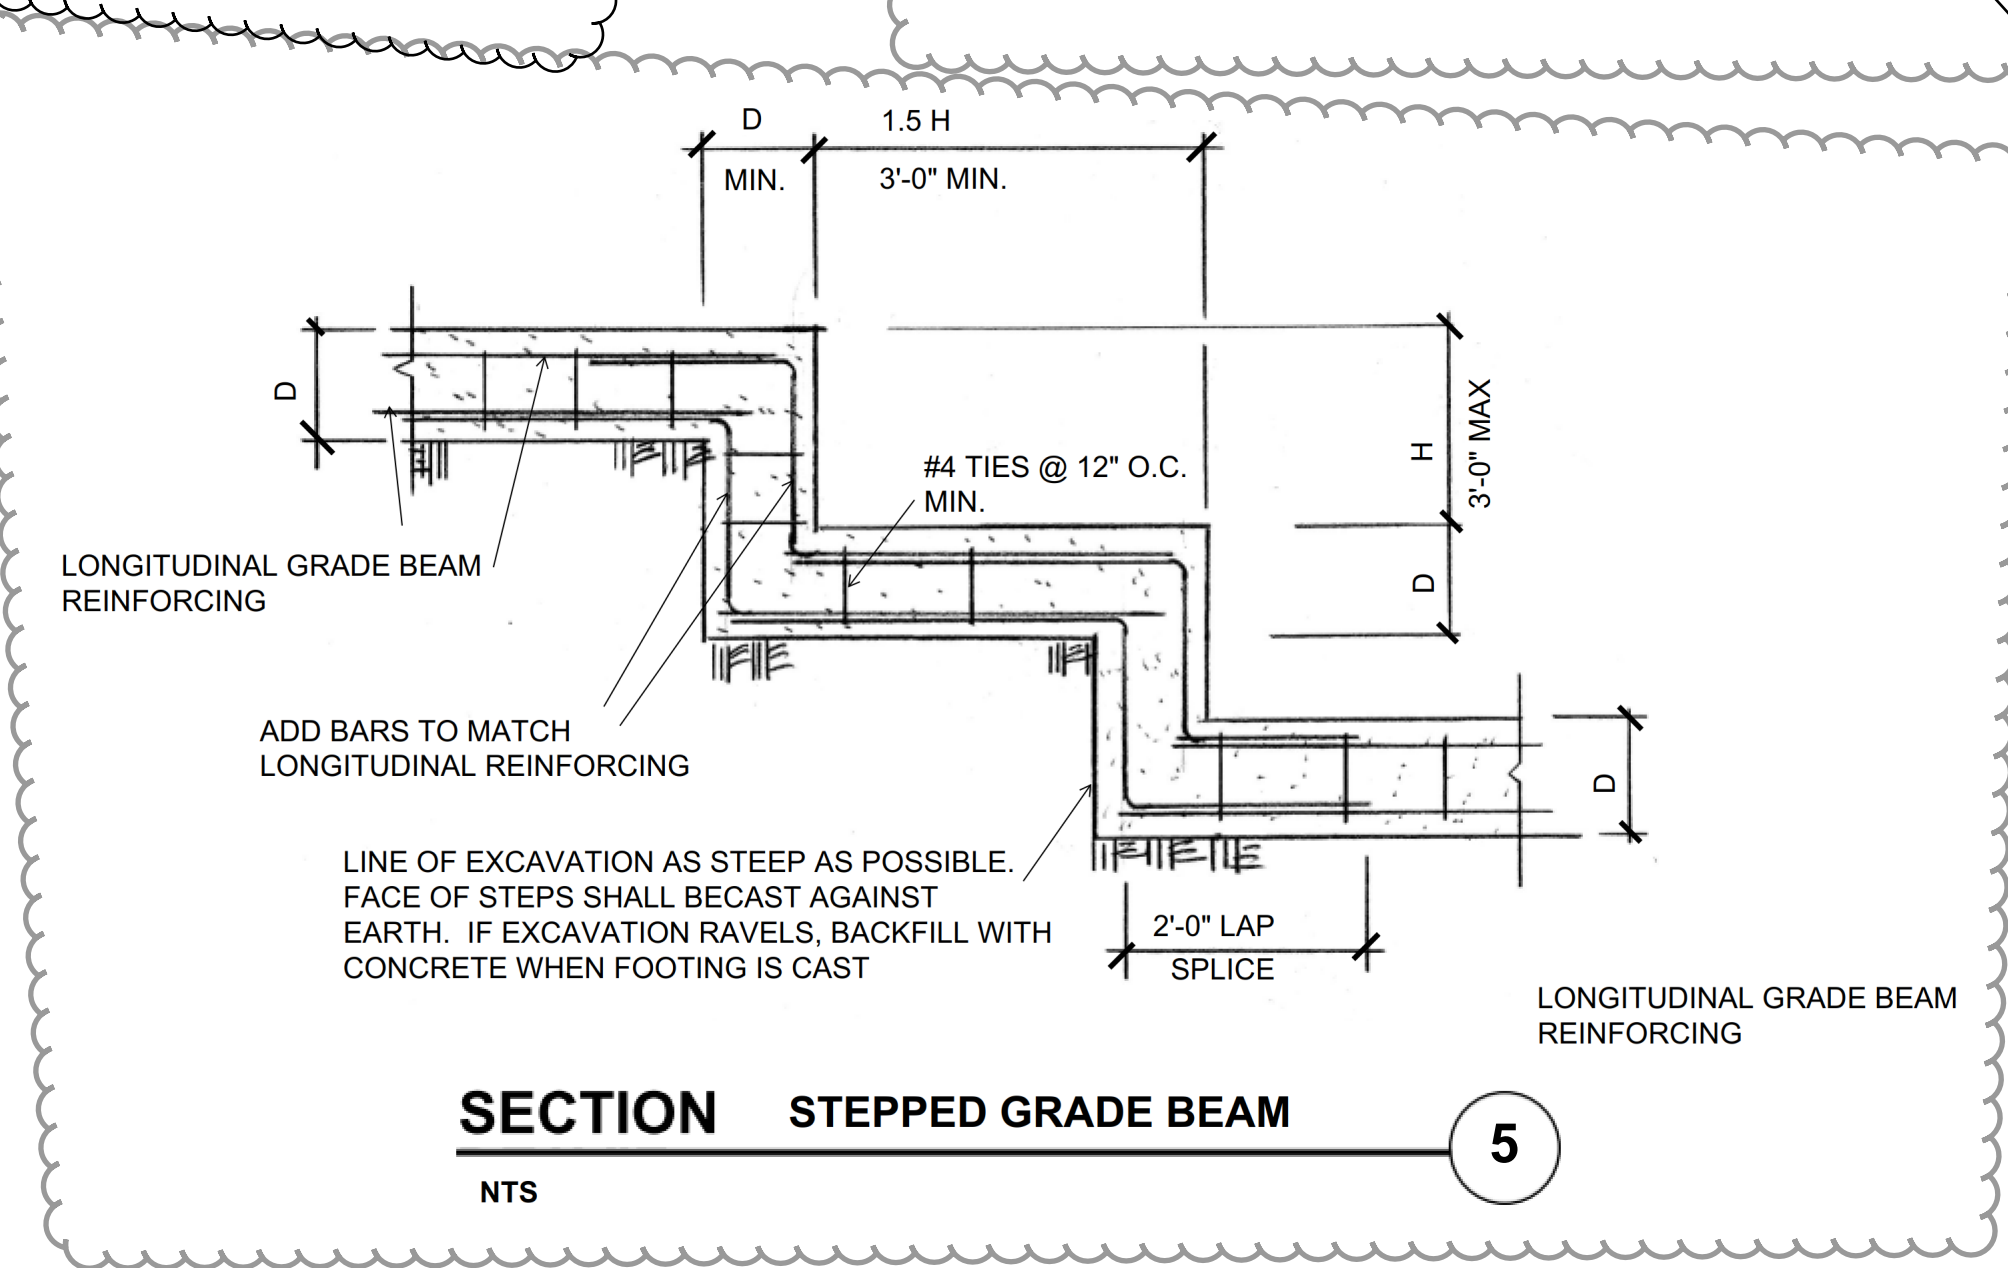 D
MIN.
1.5 H
3'-0" MIN.
D
H
3'-0" MAX
#4 TIES @ 12" O.C.
MIN.
LONGITUDINAL GRADE BEAM
REINFORCING
D
ADD BARS TO MATCH
LONGITUDINAL REINFORCING
D
LINE OF EXCAVATION AS STEEP AS POSSIBLE.
FACE OF STEPS SHALL BECAST AGAINST
EARTH.  IF EXCAVATION RAVELS, BACKFILL WITH
CONCRETE WHEN FOOTING IS CAST
2'-0" LAP
SPLICE
LONGITUDINAL GRADE BEAM
REINFORCING
SECTION STEPPED GRADE BEAM
5
NTS